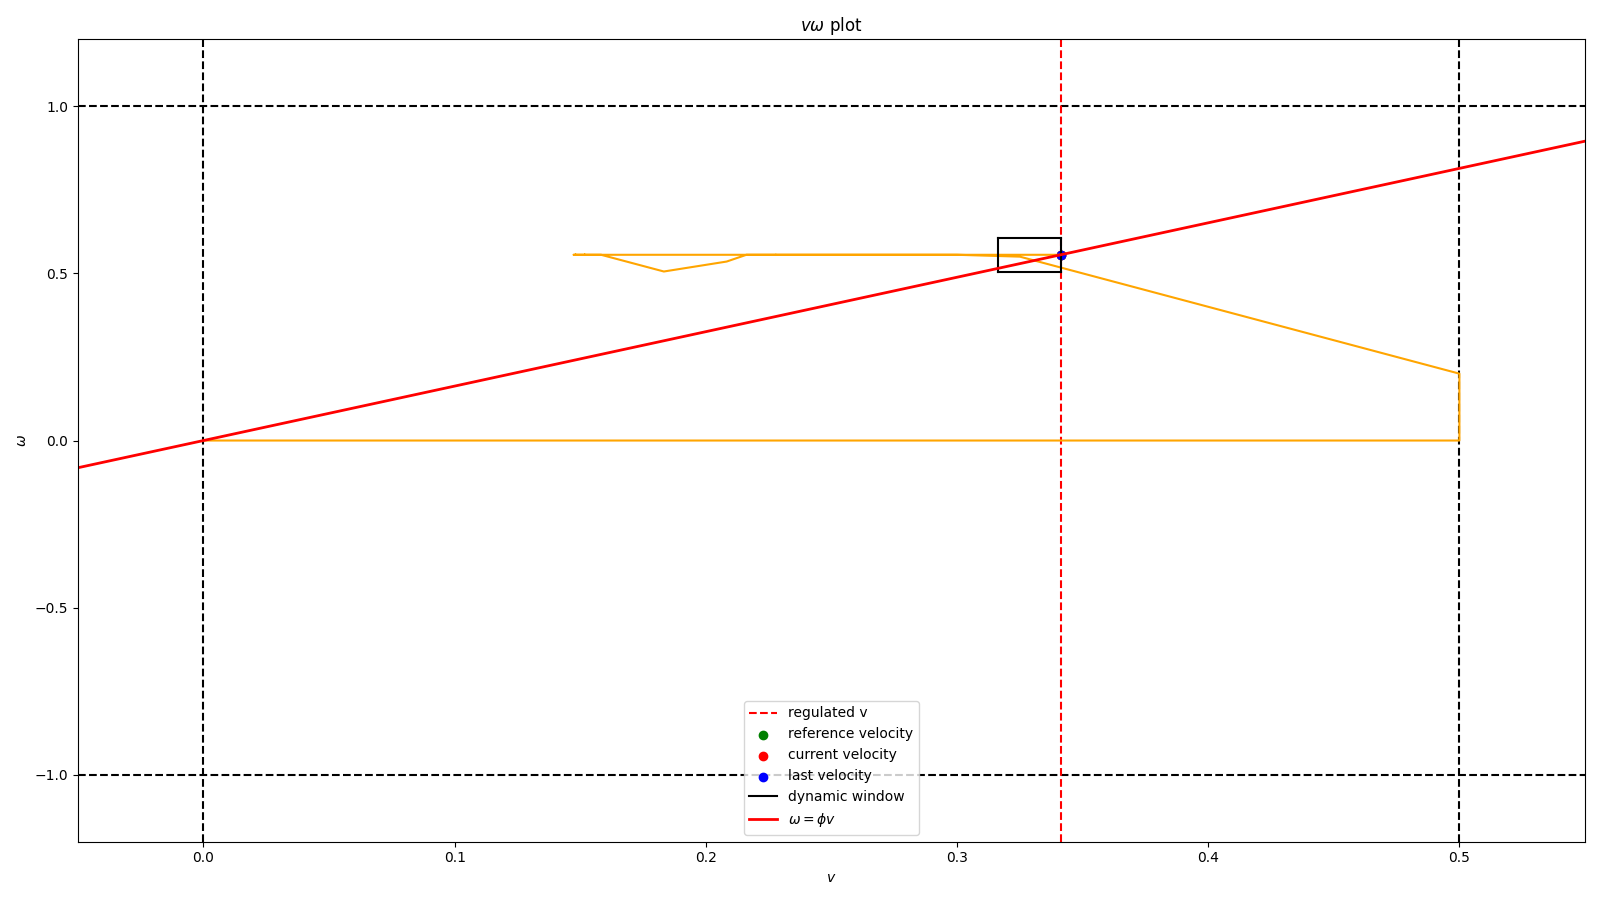 vω plot
1.0
0.5
0.0
−0.5
−1.0
ω
0.0 0.1 0.2 0.3 0.4 0.5
v
regulated v
reference velocity
current velocity
last velocity
dynamic window
ω = ϕv